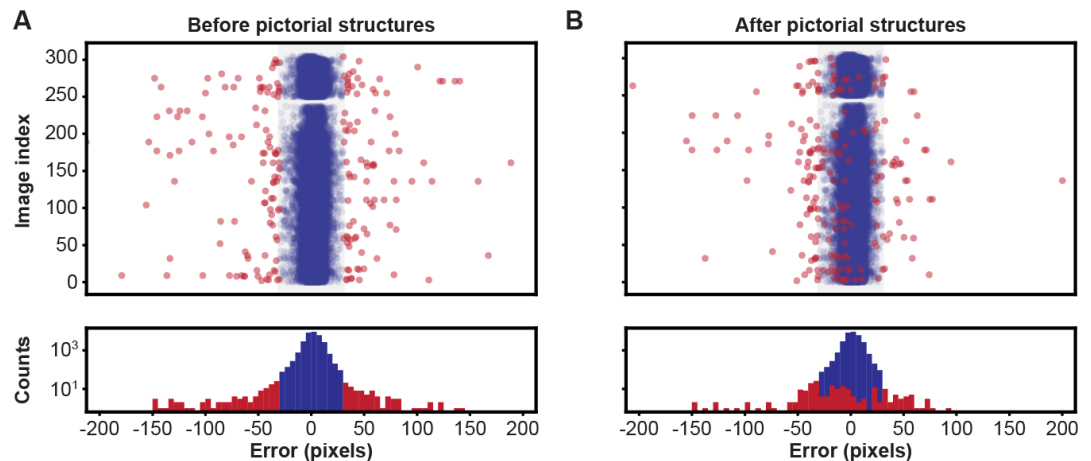 A
Before pictorial structures
Image index
300
250
200
150
100
50
0
Counts
10³
10¹
-200 -150 -100 -50 0 50 100 150 200
Error (pixels)
B
After pictorial structures
-200 -150 -100 -50 0 50 100 150 200
Error (pixels)